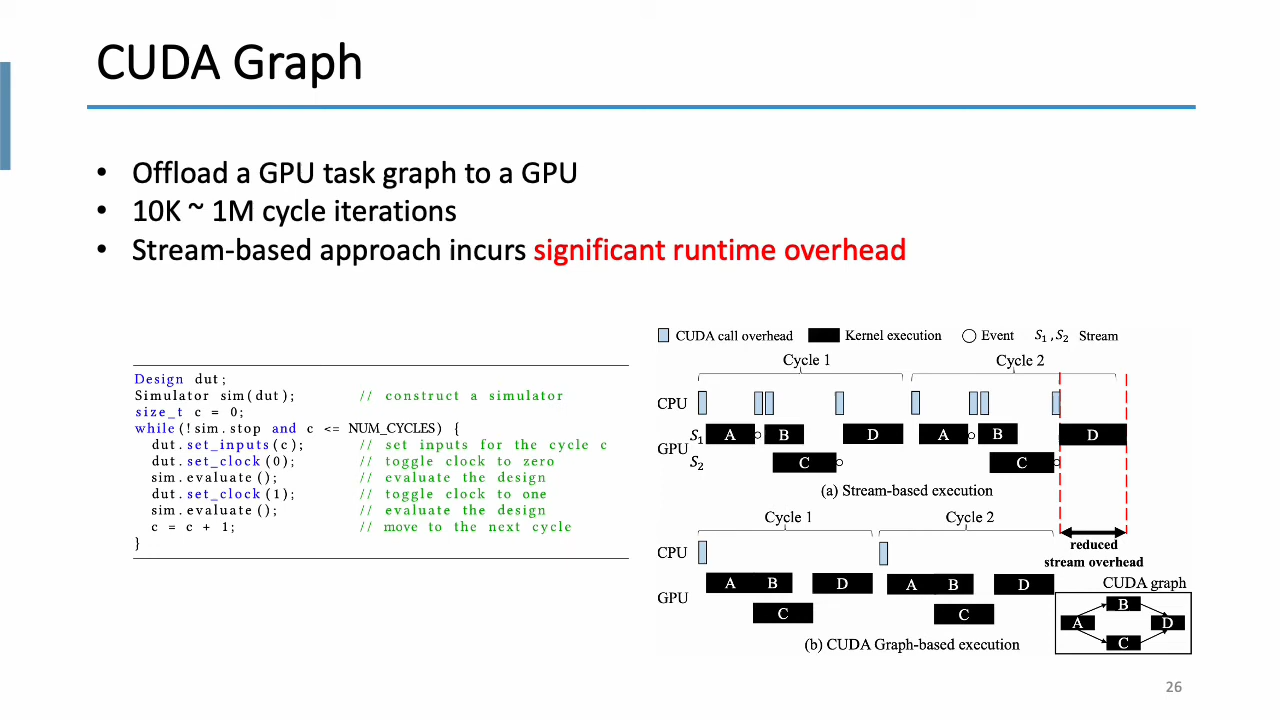 CUDA Graph
• Offload a GPU task graph to a GPU
• 10K ~ 1M cycle iterations
• Stream-based approach incurs significant runtime overhead
Design dut;
Simulator sim(dut); // construct a simulator
size_t c = 0;
while(!sim.stop and c <= NUM_CYCLES) {
dut.set_inputs(c); // set inputs for the cycle c
dut.set_clock(0); // toggle clock to zero
sim.evaluate(); // evaluate the design
dut.set_clock(1); // toggle clock to one
sim.evaluate(); // evaluate the design
c = c + 1; // move to the next cycle
}
CUDA call overhead Kernel execution Event S1,S2 Stream
Cycle 1 Cycle 2
CPU
GPU
S1 A B D A B D
S2 C C
(a) Stream-based execution
Cycle 1 Cycle 2
CPU
reduced
stream overhead
GPU
A B D A B D
C C
(b) CUDA Graph-based execution
CUDA graph
B
A D
C
26